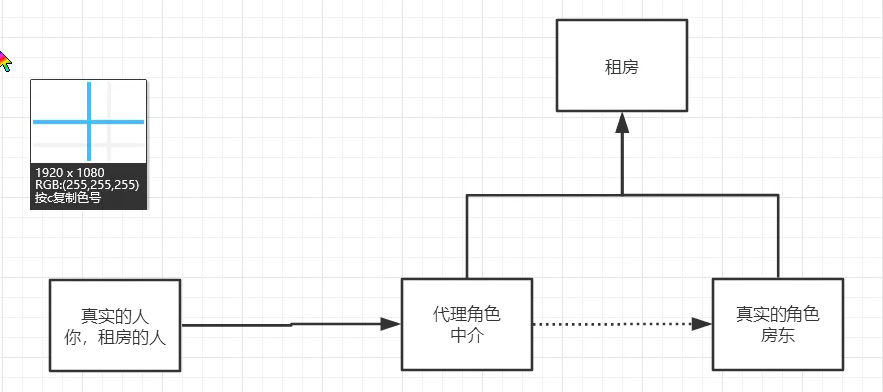 租房
1920 x 1080
RGB:(255,255,255)
按c复制色号
真实的人
你，租房的人
代理角色
中介
真实的角色
房东